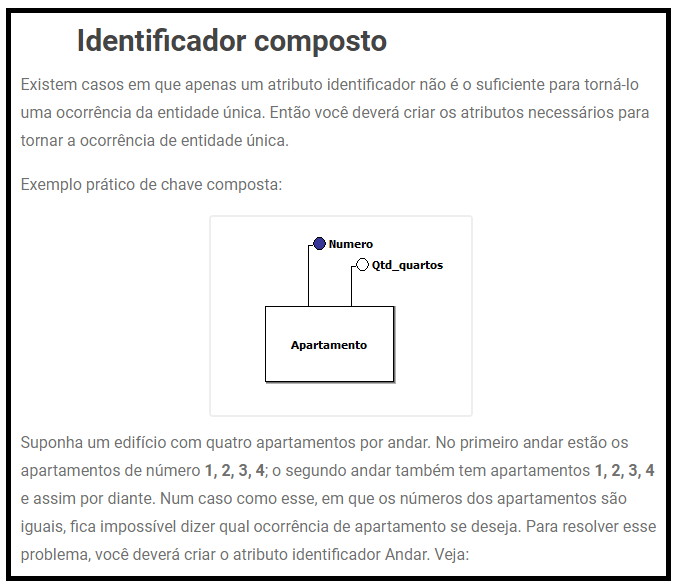 Identificador composto
Existem casos em que apenas um atributo identificador não é o suficiente para torná-lo
uma ocorrência da entidade única. Então você deverá criar os atributos necessários para
tornar a ocorrência de entidade única.
Exemplo prático de chave composta:
Numero
Qtd_quartos
Apartamento
Suponha um edifício com quatro apartamentos por andar. No primeiro andar estão os
apartamentos de número 1, 2, 3, 4; o segundo andar também tem apartamentos 1, 2, 3, 4
e assim por diante. Num caso como esse, em que os números dos apartamentos são
iguais, fica impossível dizer qual ocorrência de apartamento se deseja. Para resolver esse
problema, você deverá criar o atributo identificador Andar. Veja: